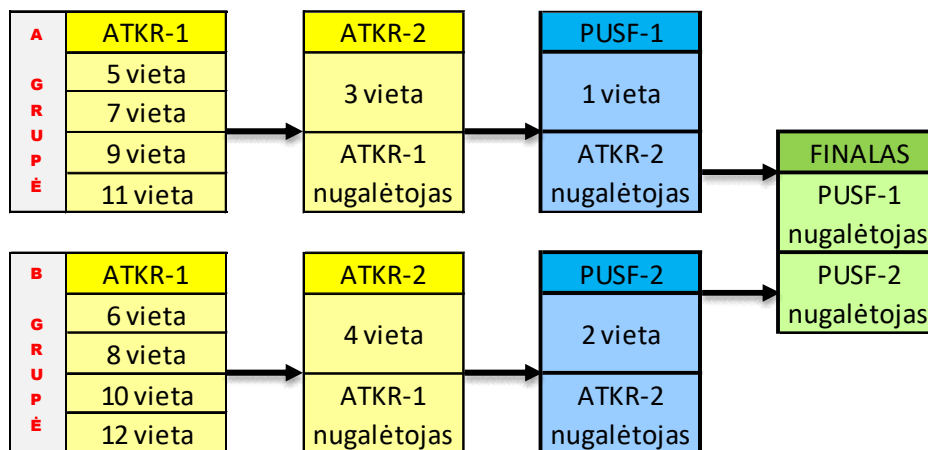 A GRUPĖ
ATKR-1
5 vieta
7 vieta
9 vieta
11 vieta
ATKR-2
3 vieta
ATKR-1
nugalėtojas
PUSF-1
1 vieta
ATKR-2
nugalėtojas
B GRUPĖ
ATKR-1
6 vieta
8 vieta
10 vieta
12 vieta
ATKR-2
4 vieta
ATKR-1
nugalėtojas
PUSF-2
2 vieta
ATKR-2
nugalėtojas
FINALAS
PUSF-1
nugalėtojas
PUSF-2
nugalėtojas